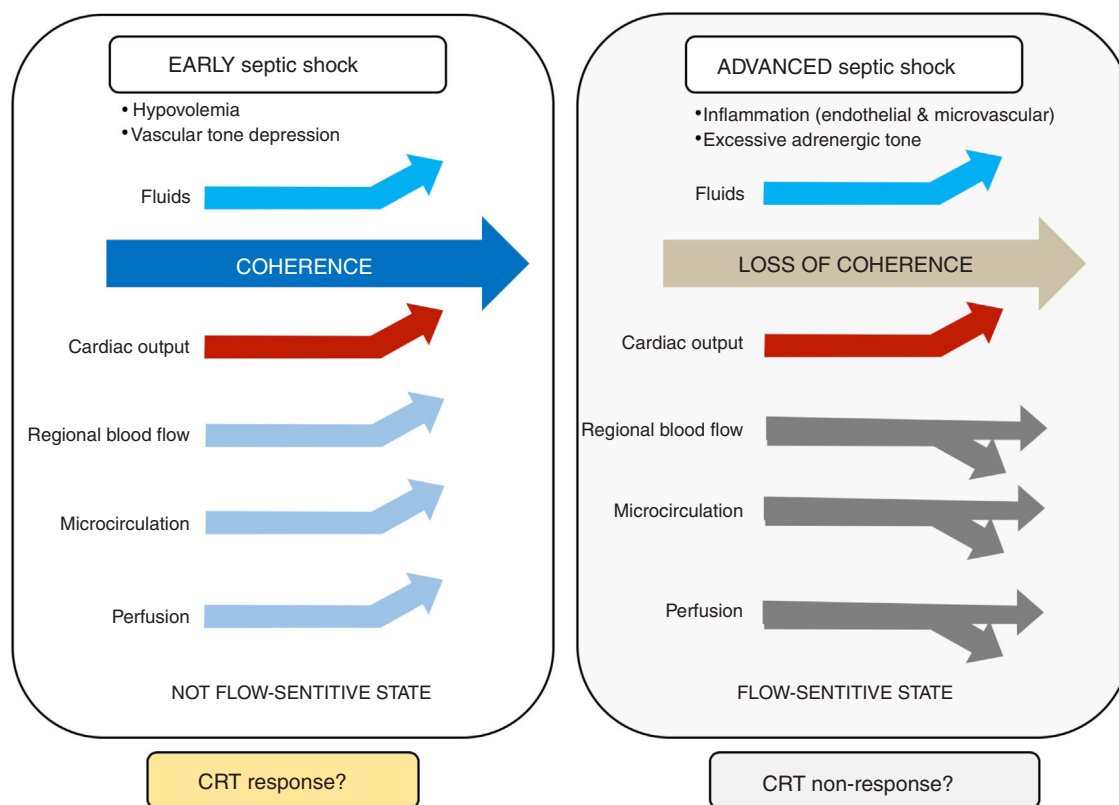 EARLY septic shock
• Hypovolemia
• Vascular tone depression
Fluids
COHERENCE
Cardiac output
Regional blood flow
Microcirculation
Perfusion
NOT FLOW-SENTITIVE STATE
CRT response?
ADVANCED septic shock
•Inflammation (endothelial & microvascular)
•Excessive adrenergic tone
Fluids
LOSS OF COHERENCE
Cardiac output
Regional blood flow
Microcirculation
Perfusion
FLOW-SENTITIVE STATE
CRT non-response?